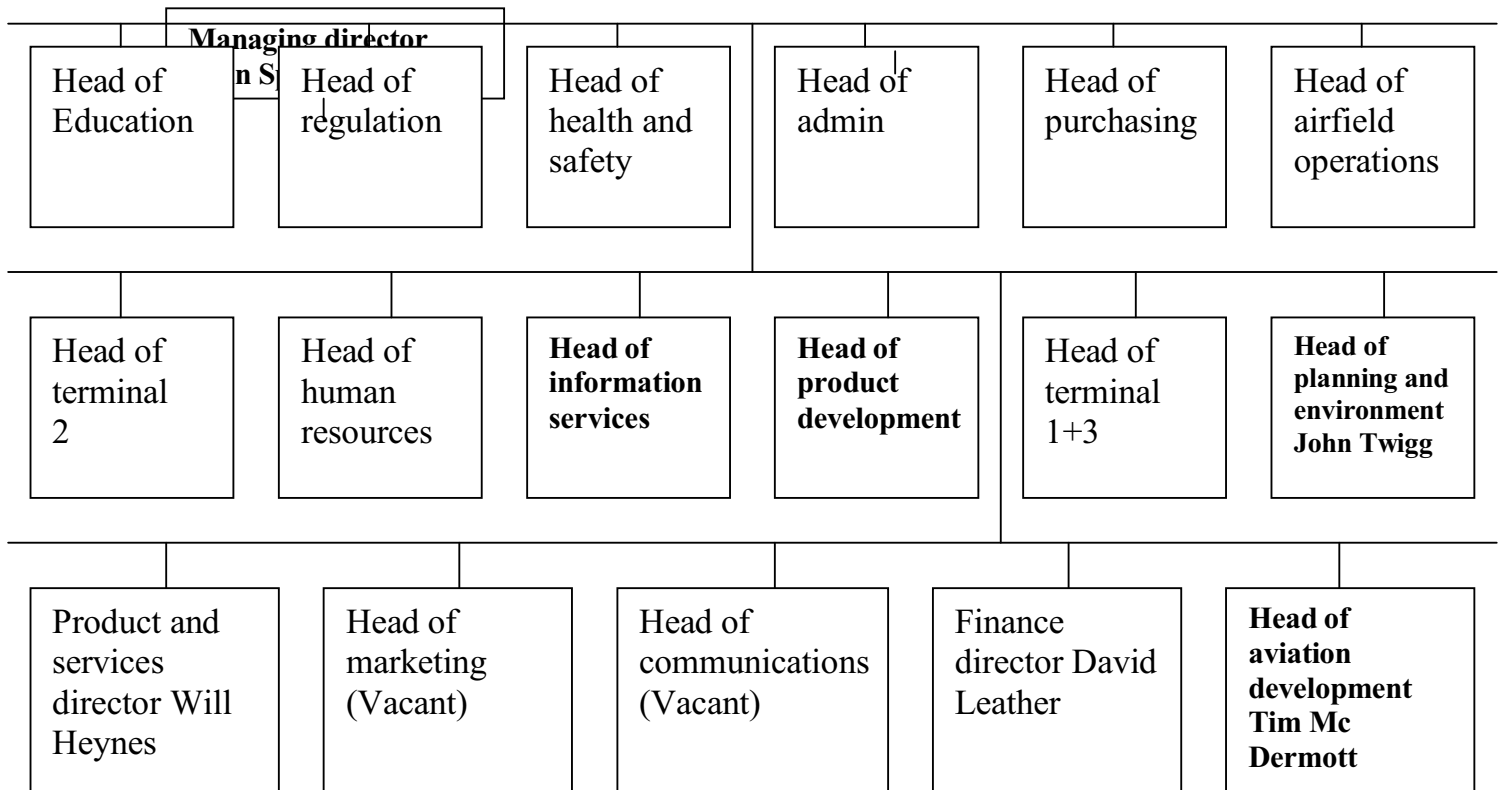 Managing director
n
Head of
Education
Head of
regulation
Head of
health and
safety
Head of
admin
Head of
purchasing
Head of
airfield
operations
Head of
terminal
2
Head of
human
resources
Head of
information
services
Head of
product
development
Head of
terminal
1+3
Head of
planning and
environment
John Twigg
Product and
services
director Will
Heynes
Head of
marketing
(Vacant)
Head of
communications
(Vacant)
Finance
director David
Leather
Head of
aviation
development
Tim Mc
Dermott